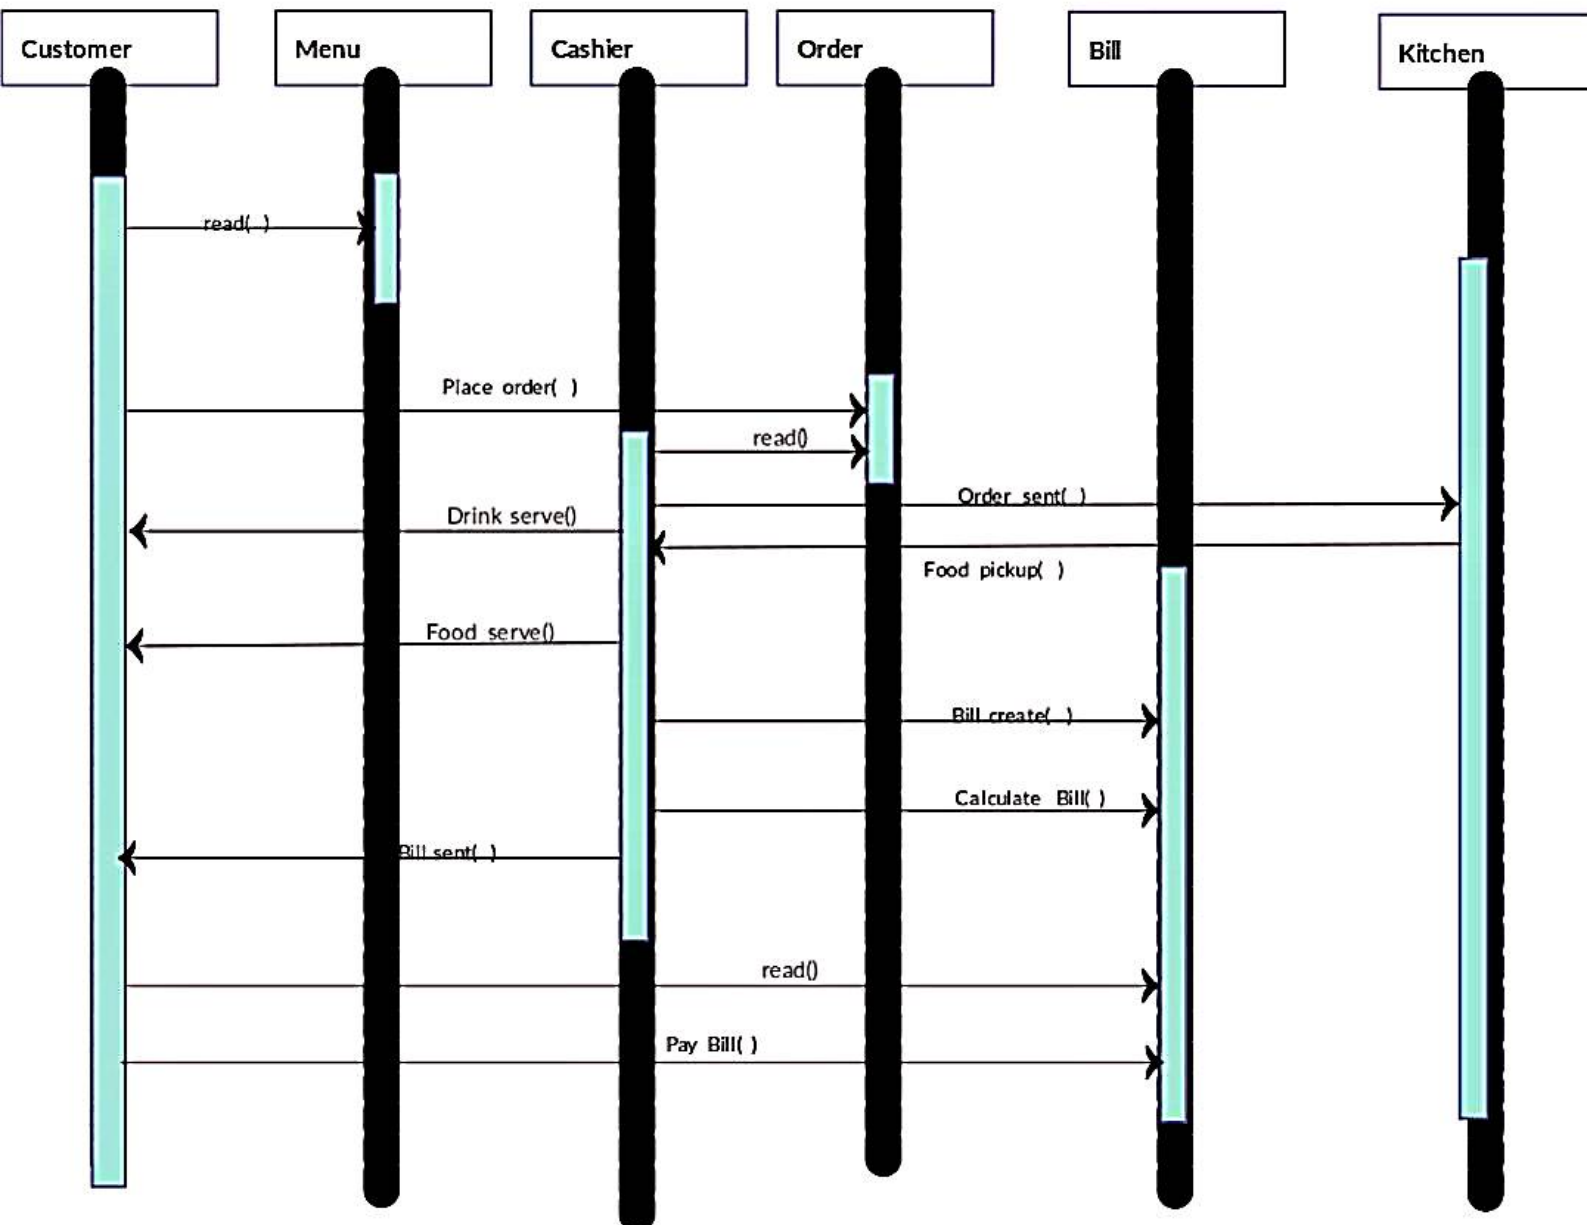 Customer
Menu
Cashier
Order
Bill
Kitchen
read( )
Place order( )
read()
Order sent( )
Drink serve()
Food pickup( )
Food serve()
Bill create( )
Calculate Bill( )
Bill sent( )
read()
Pay Bill( )